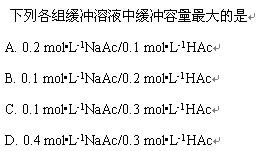 下列各组缓冲溶液中缓冲容量最大的是↵
A. 0.2 mol•L⁻¹NaAc/0.1 mol•L⁻¹HAc↵
B. 0.1 mol•L⁻¹NaAc/0.2 mol•L⁻¹HAc↵
C. 0.1 mol•L⁻¹NaAc/0.3 mol•L⁻¹HAc↵
D. 0.4 mol•L⁻¹NaAc/0.3 mol•L⁻¹HAc↵